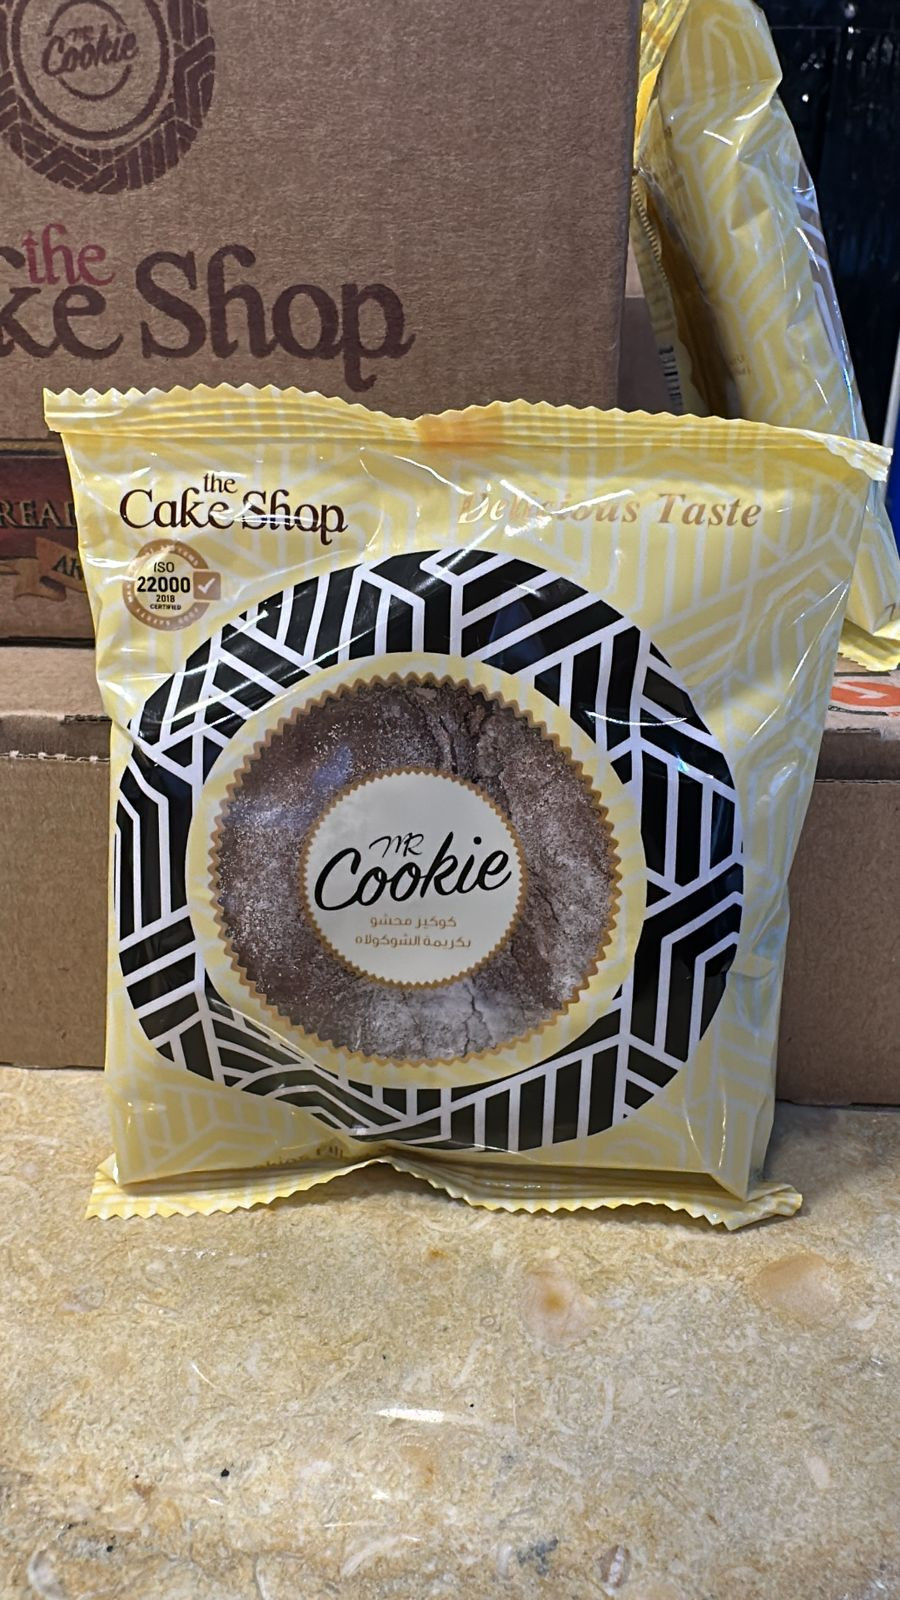 MR
Cookie
the
ke Shop
the
Cake Shop
Delicious Taste
ISO
22000
2018
CERTIFIED
MR
Cookie
كوكيز محشو
بكريمة الشوكولاه